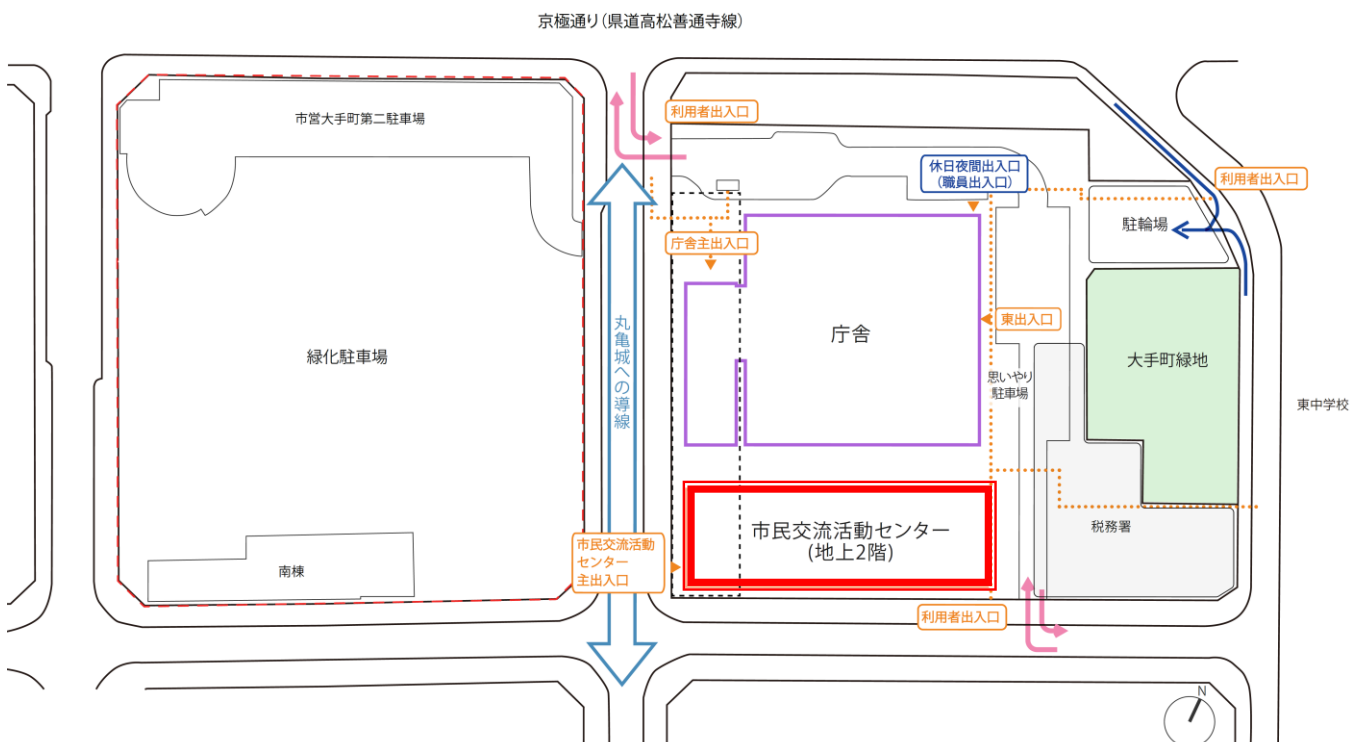 京極通り(県道高松善通寺線)
市営大手町第二駐車場
利用者出入口
休日夜間出入口
(職員出入口)
利用者出入口
駐輪場
庁舎主出入口
東出入口
庁舎
丸亀城への導線
緑化駐車場
大手町緑地
思いやり
駐車場
東中学校
市民交流活動センター
(地上2階)
税務署
市民交流活動
センター
主出入口
南棟
利用者出入口
N